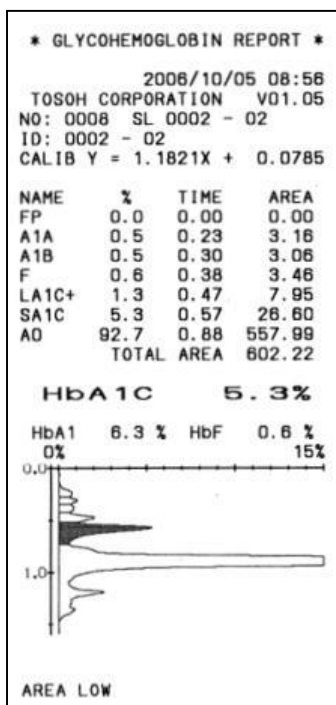 * GLYCOHEMOGLOBIN REPORT *
2006/10/05 08:56
TOSOH CORPORATION V01.05
NO: 0008 SL 0002 - 02
ID: 0002 - 02
CALIB Y = 1.1821X + 0.0785
NAME % TIME AREA
FP 0.0 0.00 0.00
A1A 0.5 0.23 3.16
A1B 0.5 0.30 3.06
F 0.6 0.38 3.46
LA1C+ 1.3 0.47 7.95
SA1C 5.3 0.57 26.60
A0 92.7 0.88 557.99
TOTAL AREA 602.22
HbA1C 5.3%
HbA1 6.3 % HbF 0.6 %
0% 15%
0.0
1.0
AREA LOW